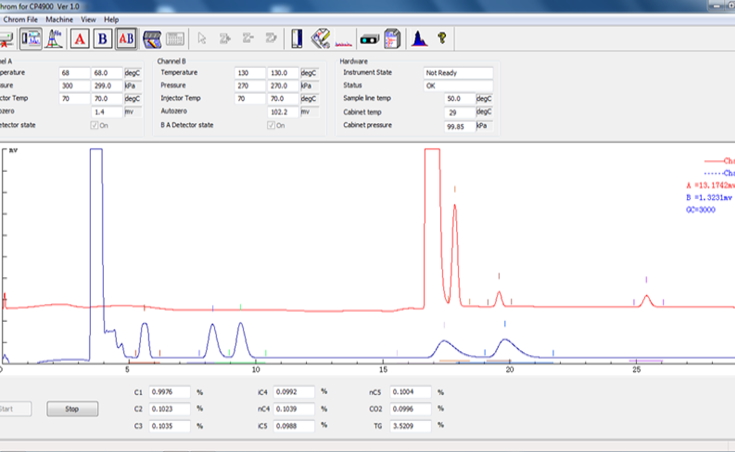 hrom for CP4900 Ver 1.0
Chrom File Machine View Help
A B AB ?
nel A Channel B Hardware
perature 68 68.0 degC Temperature 130 130.0 degC Instrument State Not Ready
sure 300 299.0 kPa Pressure 270 270.0 kPa Status OK
ctor Temp 70 70.0 degC Injector Temp 70 70.0 degC Sample line temp 50.0 degC
ozero 1.4 mv Autozero 102.2 mv Cabinet temp 29 degC
etector state On B A Detector state On Cabinet pressure 99.85 kPa
mv
Cha
Cha
A =13.1742mv
B =1.3231mv
GC=3000
0 5 10 15 20 25
Start Stop
C1 0.9976 % iC4 0.0992 % nC5 0.1004 %
C2 0.1023 % nC4 0.1039 % CO2 0.0996 %
C3 0.1035 % iC5 0.0988 % TG 3.5209 %